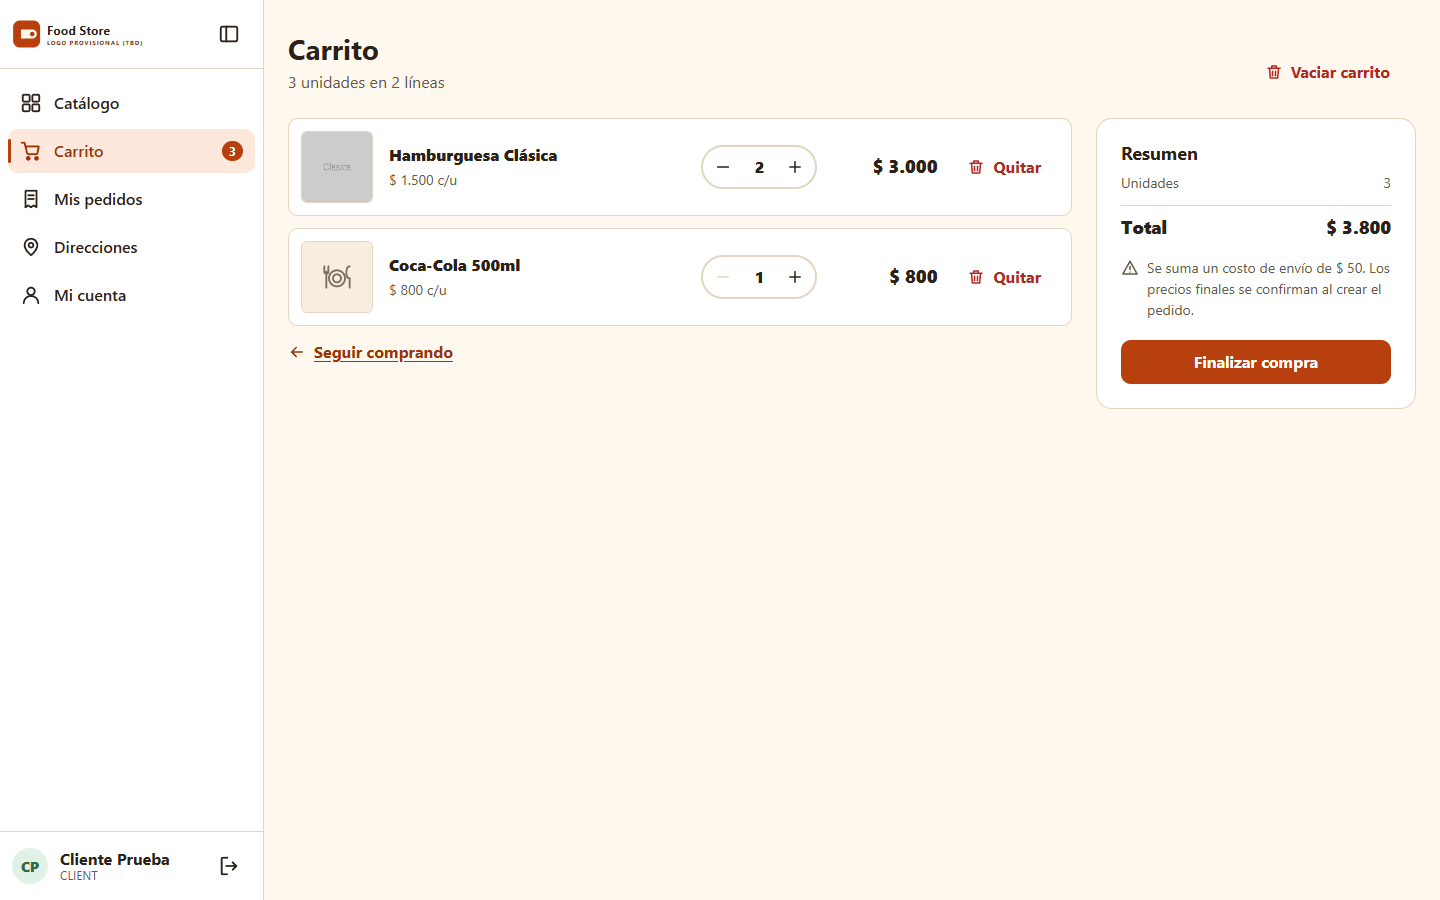 Food Store
LOGO PROVISIONAL (TBD)
Catálogo
Carrito
3
Mis pedidos
Direcciones
Mi cuenta
CP
Cliente Prueba
CLIENT
Carrito
3 unidades en 2 líneas
Vaciar carrito
Clasica
Hamburguesa Clásica
$ 1.500 c/u
2
$ 3.000
Quitar
Coca-Cola 500ml
$ 800 c/u
1
$ 800
Quitar
Seguir comprando
Resumen
Unidades 3
Total $ 3.800
Se suma un costo de envío de $ 50. Los
precios finales se confirman al crear el
pedido.
Finalizar compra